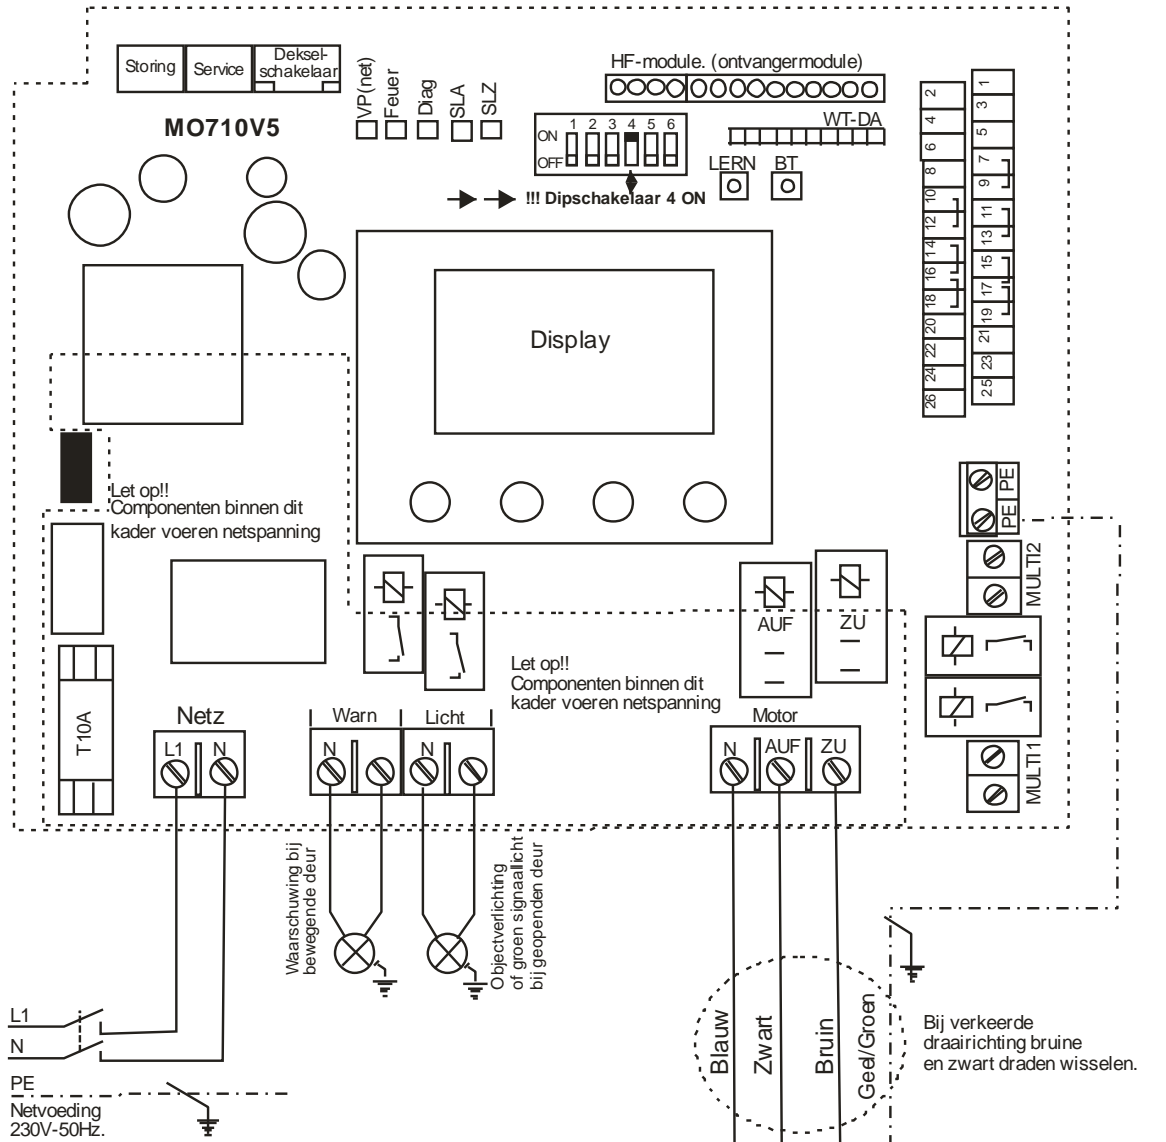 Storing
Service
Deksel-
schakelaar
MO710V5
VP(net)
Feuer
Diag
SLA
SLZ
HF-module. (ontvangermodule)
1 2 3 4 5 6
ON
OFF
WT-DA
LERN
BT
!!! Dipschakelaar 4 ON
2
4
6
8
10
12
14
16
18
20
22
24
26
1
3
5
7
9
11
13
15
17
19
21
23
25
Display
Let op!!
Componenten binnen dit
kader voeren netspanning
PE
PE
MULTI2
AUF
ZU
Let op!!
Componenten binnen dit
kader voeren netspanning
T10A
Netz
L1 N
Warn
Licht
N
N
Motor
N AUF ZU
MULTI1
Waarschuwing bij
bewegende deur
Objectverlichting
of groen signaallicht
bij geopenden deur
L1
N
PE
Netvoeding
230V-50Hz.
Blauw
Zwart
Bruin
Geel/Groen
Bij verkeerde
draairichting bruine
en zwart draden wisselen.